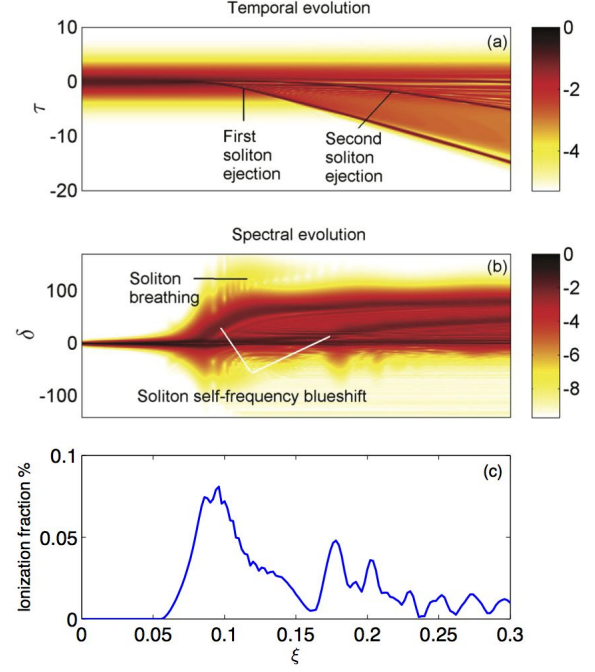 Temporal evolution
10
0
-10
-20
τ
(a)
First
soliton
ejection
Second
soliton
ejection
0
-2
-4
Spectral evolution
100
0
-100
δ
(b)
Soliton
breathing
Soliton self-frequency blueshift
0
-2
-4
-6
-8
0.1
0.05
0
Ionization fraction %
(c)
0
0.05
0.1
0.15
0.2
0.25
0.3
ξ